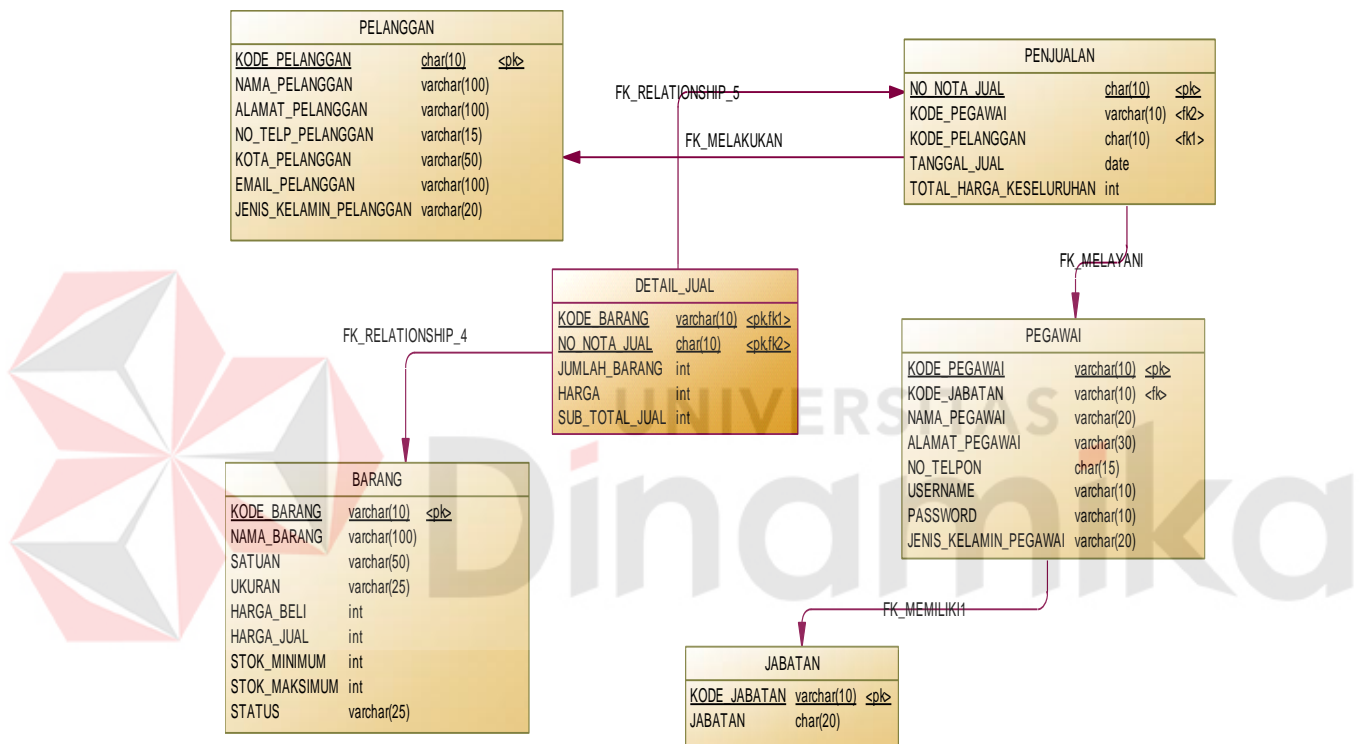 PELANGGAN
KODE_PELANGGAN char(10) <pk>
NAMA_PELANGGAN varchar(100)
ALAMAT_PELANGGAN varchar(100)
NO_TELP_PELANGGAN varchar(15)
KOTA_PELANGGAN varchar(50)
EMAIL_PELANGGAN varchar(100)
JENIS_KELAMIN_PELANGGAN varchar(20)
FK_RELATIONSHIP_5
FK_MELAKUKAN
PENJUALAN
NO_NOTA_JUAL char(10) <pk>
KODE_PEGAWAI varchar(10) <fk2>
KODE_PELANGGAN char(10) <fk1>
TANGGAL_JUAL date
TOTAL_HARGA_KESELURUHAN int
FK_MELAYANI
DETAIL_JUAL
KODE_BARANG varchar(10) <pk,fk1>
NO_NOTA_JUAL char(10) <pk,fk2>
JUMLAH_BARANG int
HARGA int
SUB_TOTAL_JUAL int
FK_RELATIONSHIP_4
PEGAWAI
KODE_PEGAWAI varchar(10) <pk>
KODE_JABATAN varchar(10) <fk>
NAMA_PEGAWAI varchar(20)
ALAMAT_PEGAWAI varchar(30)
NO_TELPON char(15)
USERNAME varchar(10)
PASSWORD varchar(10)
JENIS_KELAMIN_PEGAWAI varchar(20)
UNIVERSITAS
Dinamika
BARANG
KODE_BARANG varchar(10) <pk>
NAMA_BARANG varchar(100)
SATUAN varchar(50)
UKURAN varchar(25)
HARGA_BELI int
HARGA_JUAL int
STOK_MINIMUM int
STOK_MAKSIMUM int
STATUS varchar(25)
FK_MEMILIKI1
JABATAN
KODE_JABATAN varchar(10) <pk>
JABATAN char(20)